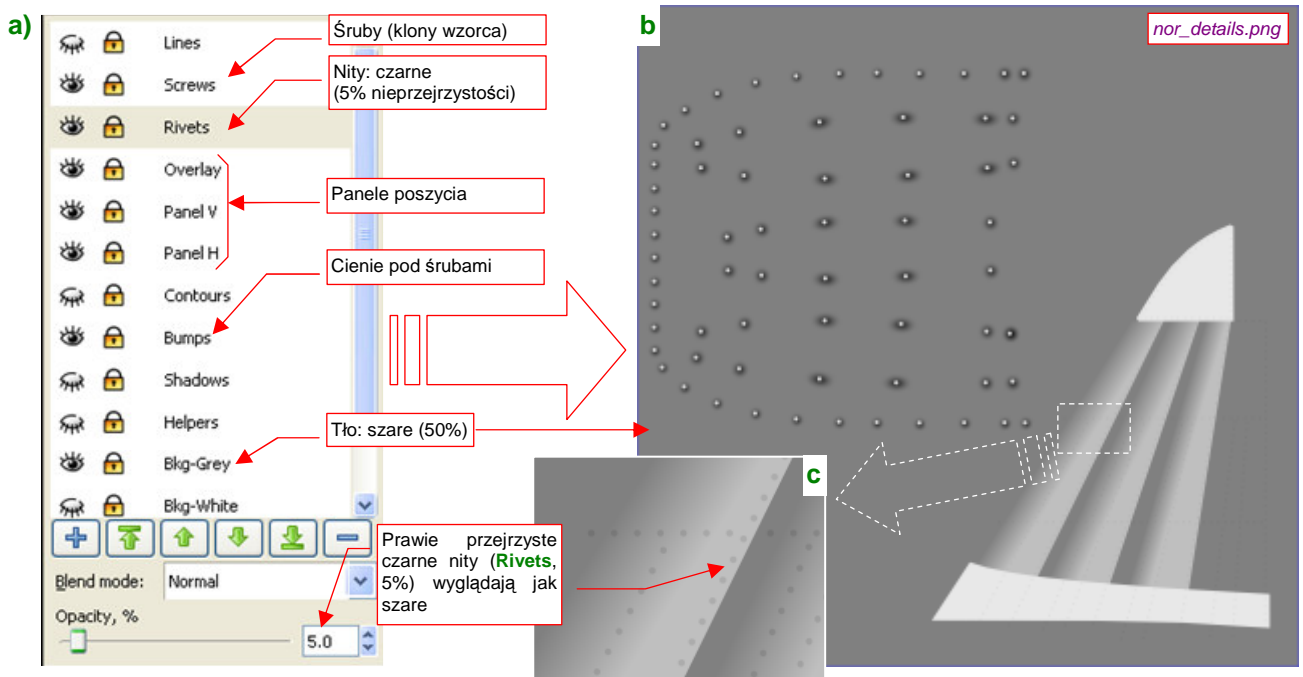 a)
Lines
Screws
Rivets
Overlay
Panel V
Panel H
Contours
Bumps
Shadows
Helpers
Bkg-Grey
Bkg-White
Blend mode: Normal
Opacity, %
5.0
Śruby (klony wzorca)
Nity: czarne
(5% nieprzejrzystości)
Panele poszycia
Cienie pod śrubami
Tło: szare (50%)
Prawie przejrzyste
czarne nity (Rivets,
5%) wyglądają jak
szare
b
nor_details.png
c